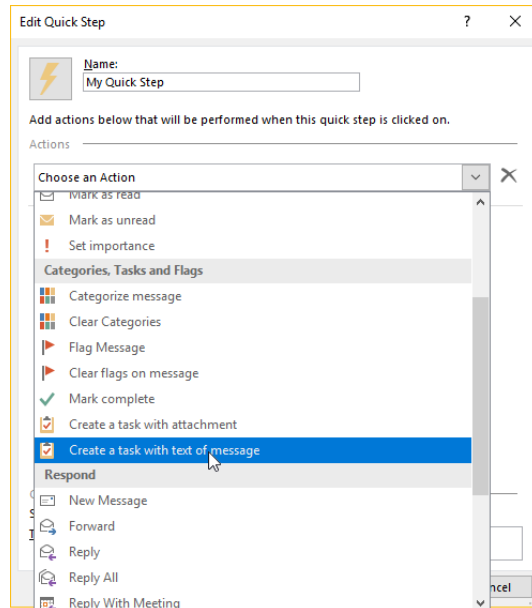 Edit Quick Step ?
Name:
My Quick Step
Add actions below that will be performed when this quick step is clicked on.
Actions
Choose an Action
Mark as read
Mark as unread
Set importance
Categories, Tasks and Flags
Categorize message
Clear Categories
Flag Message
Clear flags on message
Mark complete
Create a task with attachment
Create a task with text of message
Respond
New Message
Forward
Reply
Reply All
Reply With Meeting